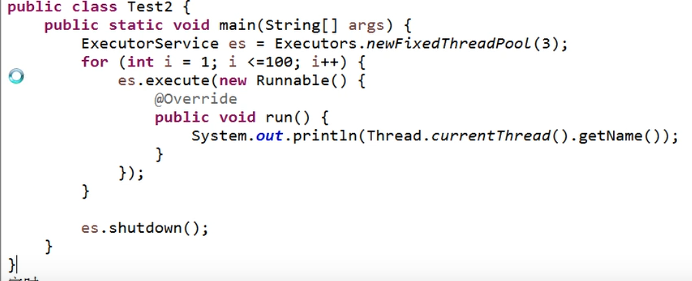 public class Test2 {
    public static void main(String[] args) {
        ExecutorService es = Executors.newFixedThreadPool(3);
        for (int i = 1; i <=100; i++) {
            es.execute(new Runnable() {
                @Override
                public void run() {
                    System.out.println(Thread.currentThread().getName());
                }
            });
        }

        es.shutdown();
    }
}